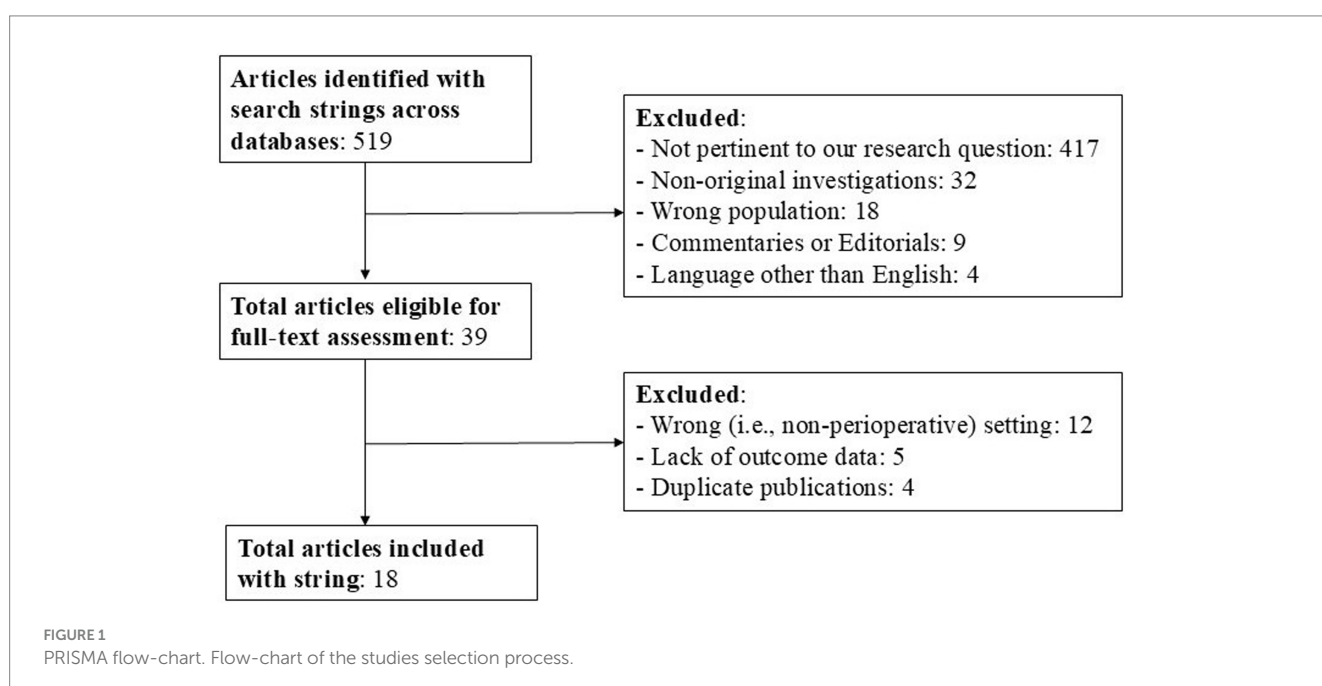 Articles identified with
search strings across
databases: 519
Excluded:
- Not pertinent to our research question: 417
- Non-original investigations: 32
- Wrong population: 18
- Commentaries or Editorials: 9
- Language other than English: 4
Total articles eligible for
full-text assessment: 39
Excluded:
- Wrong (i.e., non-perioperative) setting: 12
- Lack of outcome data: 5
- Duplicate publications: 4
Total articles included
with string: 18
FIGURE 1
PRISMA flow-chart. Flow-chart of the studies selection process.